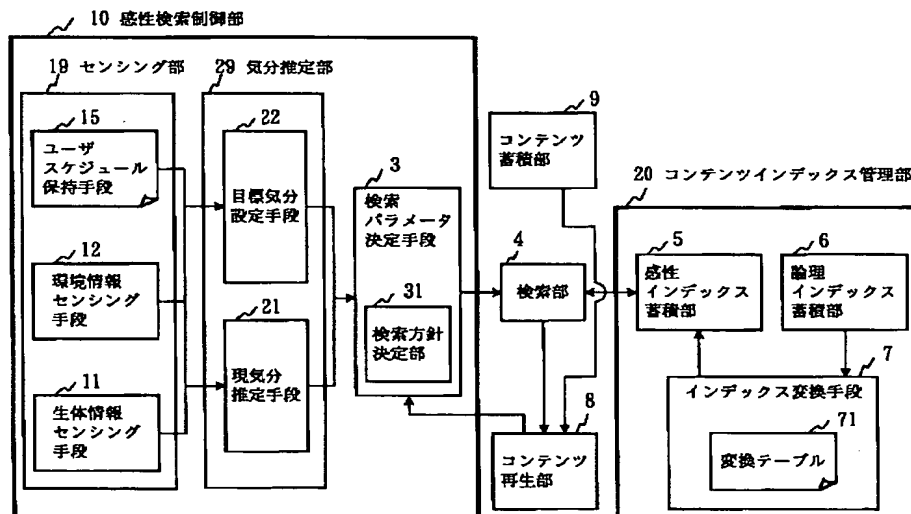 10 感性検索制御部
19 センシング部
15
ユーザ
スケジュール
保持手段
12
環境情報
センシング
手段
11
生体情報
センシング
手段
29 気分推定部
22
目標気分
設定手段
21
現気分
推定手段
3
検索
パラメータ
決定手段
31
検索方針
決定部
9
コンテンツ
蓄積部
4
検索部
8
コンテンツ
再生部
20 コンテンツインデックス管理部
5
感性
インデックス
蓄積部
6
論理
インデックス
蓄積部
7
インデックス変換手段
71
変換テーブル